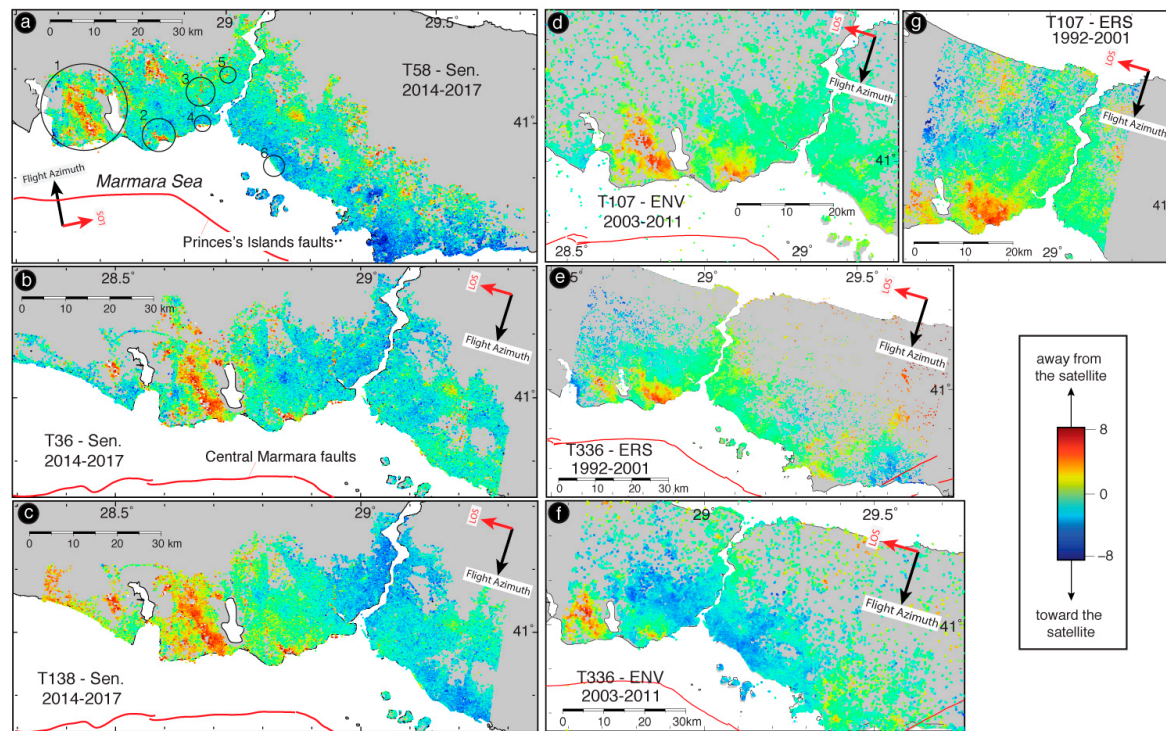 a
0 10 20 30 km
29°
29.5°
T58 - Sen.
2014-2017
1
2
3
4
5
6
41°
Flight Azimuth
LOS
Marmara Sea
Princes's Islands faults
b
28.5°
29°
0 10 20 30 km
LOS
Flight Azimuth
41°
T36 - Sen.
2014-2017
Central Marmara faults
c
28.5°
29°
0 10 20 30 km
LOS
Flight Azimuth
41°
T138 - Sen.
2014-2017
d
LOS
Flight Azimuth
41°
T107 - ENV
2003-2011
0 10 20km
28.5°
29°
e
.5°
29°
29.5°
LOS
Flight Azimuth
41°
T336 - ERS
1992-2001
0 10 20 30km
f
29°
29.5°
LOS
Flight Azimuth
41°
T336 - ENV
2003-2011
0 10 20 30km
g
T107 - ERS
1992-2001
LOS
Flight Azimuth
41°
0 10 20km
29°
away from
the satellite
8
0
−8
toward the
satellite